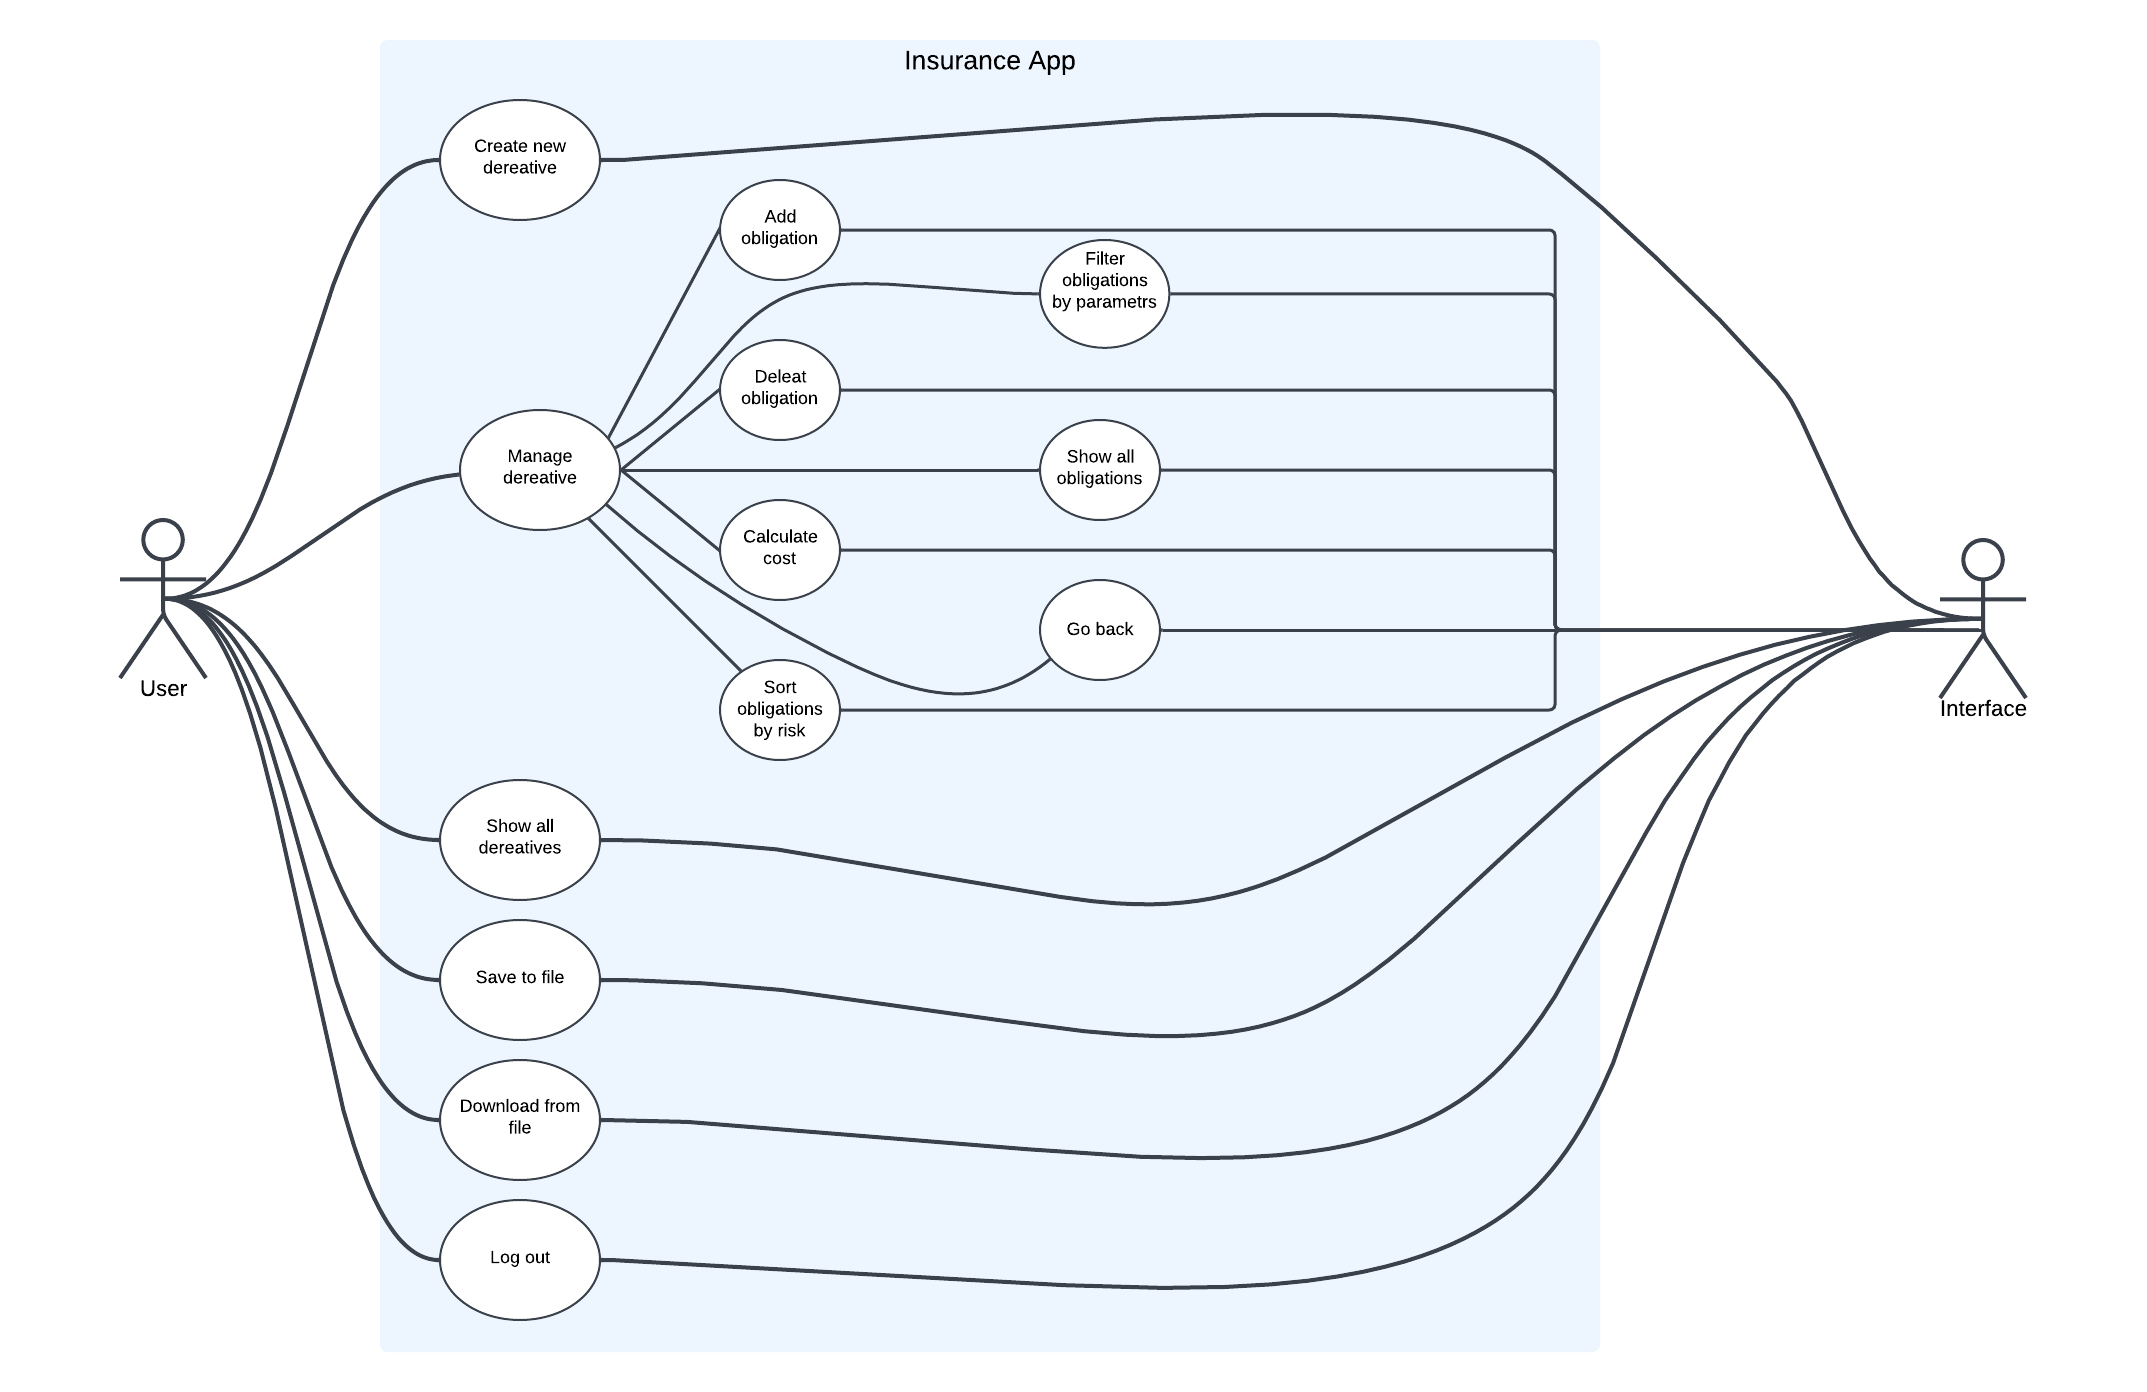 Insurance App
Create new
dereative
Add
obligation
Filter
obligations
by parametrs
Deleat
obligation
Manage
dereative
Show all
obligations
Calculate
cost
Go back
Sort
obligations
by risk
User
Interface
Show all
dereatives
Save to file
Download from
file
Log out